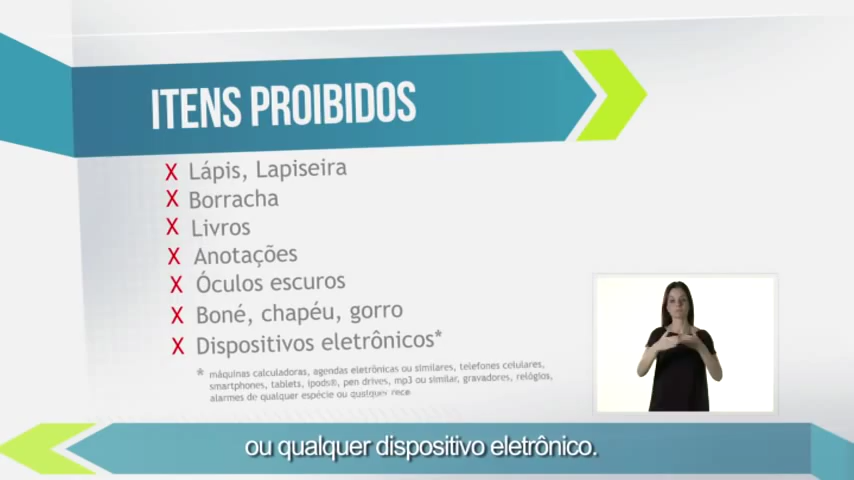 ITENS PROIBIDOS
X Lápis, Lapiseira
X Borracha
X Livros
X Anotações
X Óculos escuros
X Boné, chapéu, gorro
X Dispositivos eletrônicos*
* máquinas calculadoras, agendas eletrônicas ou similares, telefones celulares,
smartphones, tablets, ipods®, pen drives, mp3 ou similar, gravadores, relógios,
alarmes de qualquer espécie ou qualquer rece
ou qualquer dispositivo eletrônico.